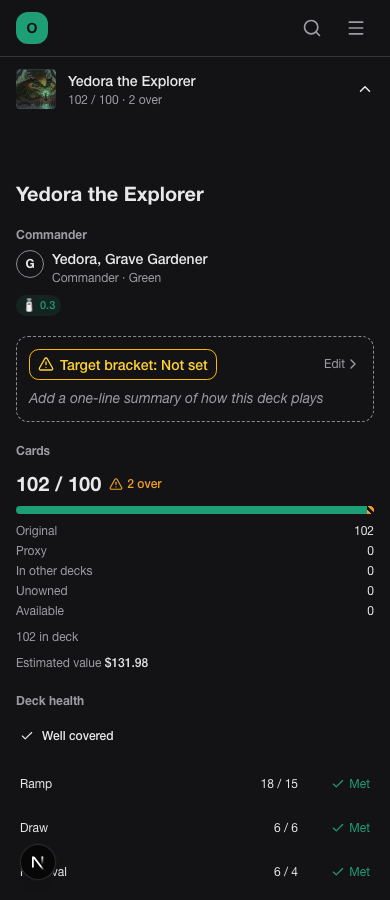 O
Yedora the Explorer
102 / 100 · 2 over
Yedora the Explorer
Commander
G
Yedora, Grave Gardener
Commander · Green
0.3
Target bracket: Not set
Edit
Add a one-line summary of how this deck plays
Cards
102 / 100
2 over
Original 102
Proxy 0
In other decks 0
Unowned 0
Available 0
102 in deck
Estimated value $131.98
Deck health
Well covered
Ramp 18 / 15 Met
Draw 6 / 6 Met
N
6 / 4 Met